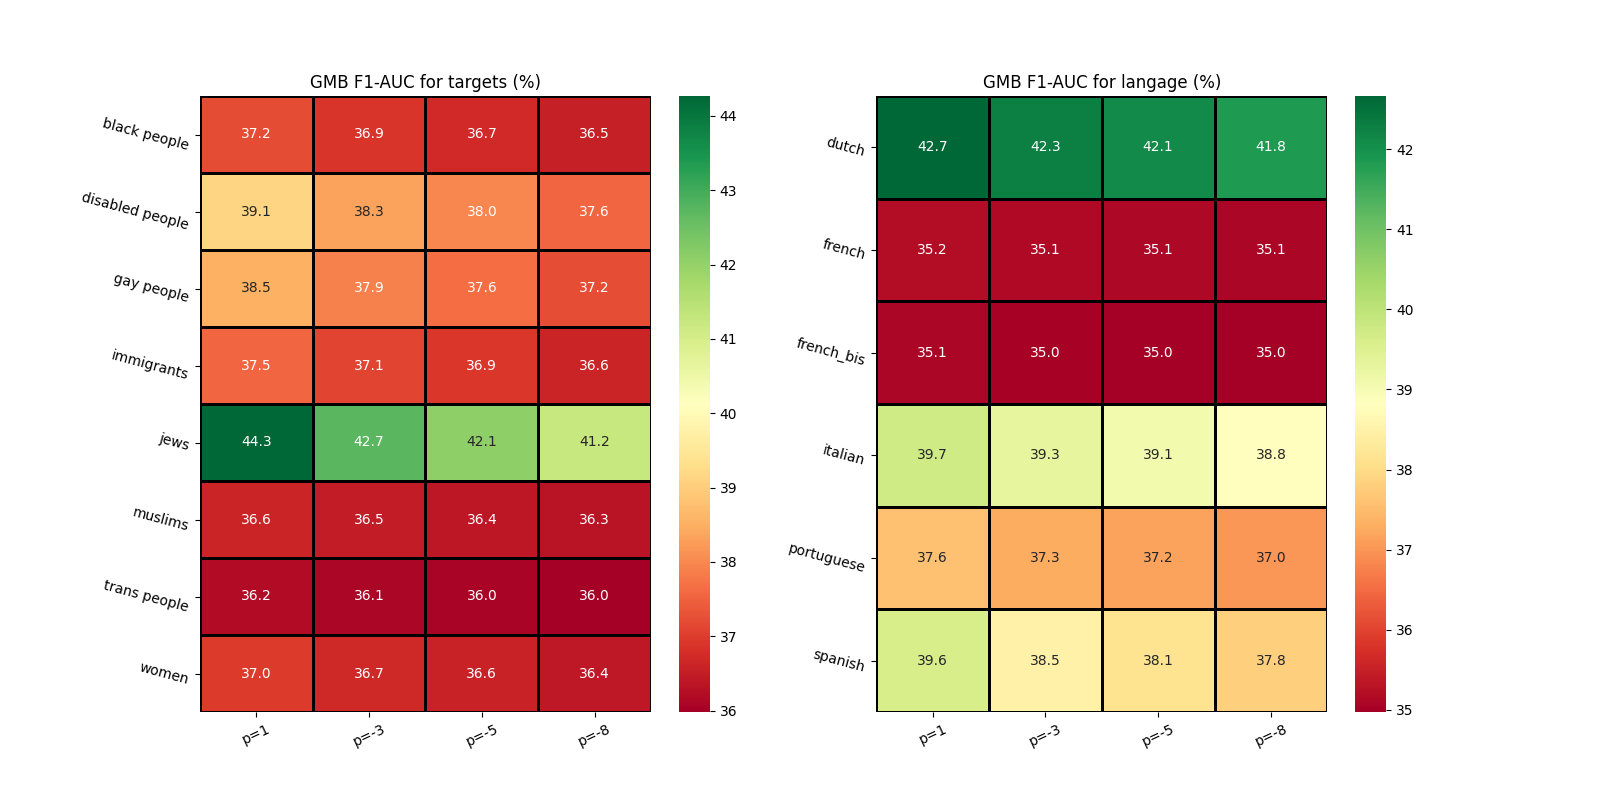 GMB F1-AUC for targets (%)
black people 37.2 36.9 36.7 36.5
disabled people 39.1 38.3 38.0 37.6
gay people 38.5 37.9 37.6 37.2
immigrants 37.5 37.1 36.9 36.6
jews 44.3 42.7 42.1 41.2
muslims 36.6 36.5 36.4 36.3
trans people 36.2 36.1 36.0 36.0
women 37.0 36.7 36.6 36.4
p=1 p=-3 p=-5 p=-8
44
43
42
41
40
39
38
37
36
GMB F1-AUC for langage (%)
dutch 42.7 42.3 42.1 41.8
french 35.2 35.1 35.1 35.1
french_bis 35.1 35.0 35.0 35.0
italian 39.7 39.3 39.1 38.8
portuguese 37.6 37.3 37.2 37.0
spanish 39.6 38.5 38.1 37.8
p=1 p=-3 p=-5 p=-8
42
41
40
39
38
37
36
35